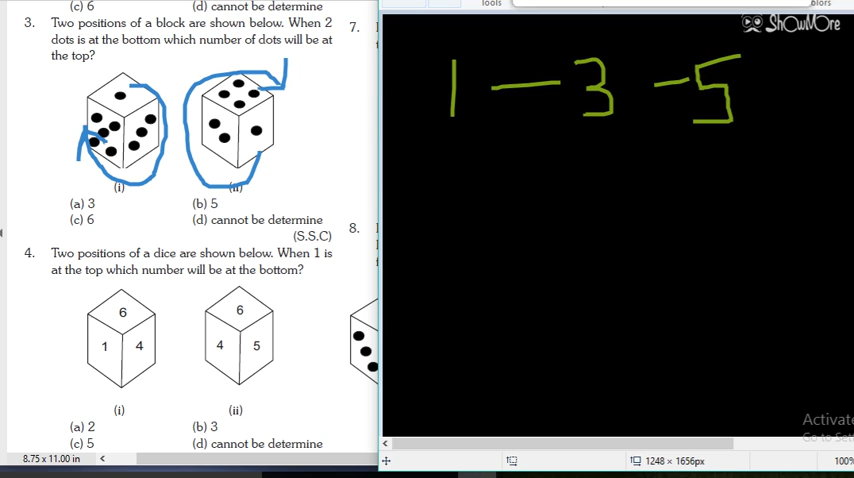 (c) 6 (d) cannot be determine
3. Two positions of a block are shown below. When 2
dots is at the bottom which number of dots will be at
the top?
(i) (ii)
(a) 3 (b) 5
(c) 6 (d) cannot be determine
(S.S.C)
4. Two positions of a dice are shown below. When 1 is
at the top which number will be at the bottom?
6 1 4
6 4 5
(i) (ii)
(a) 2 (b) 3
(c) 5 (d) cannot be determine
8.75 x 11.00 in
7.
8.
Tools
ShowMore
1 — 3 - 5
1248 × 1656px
100%